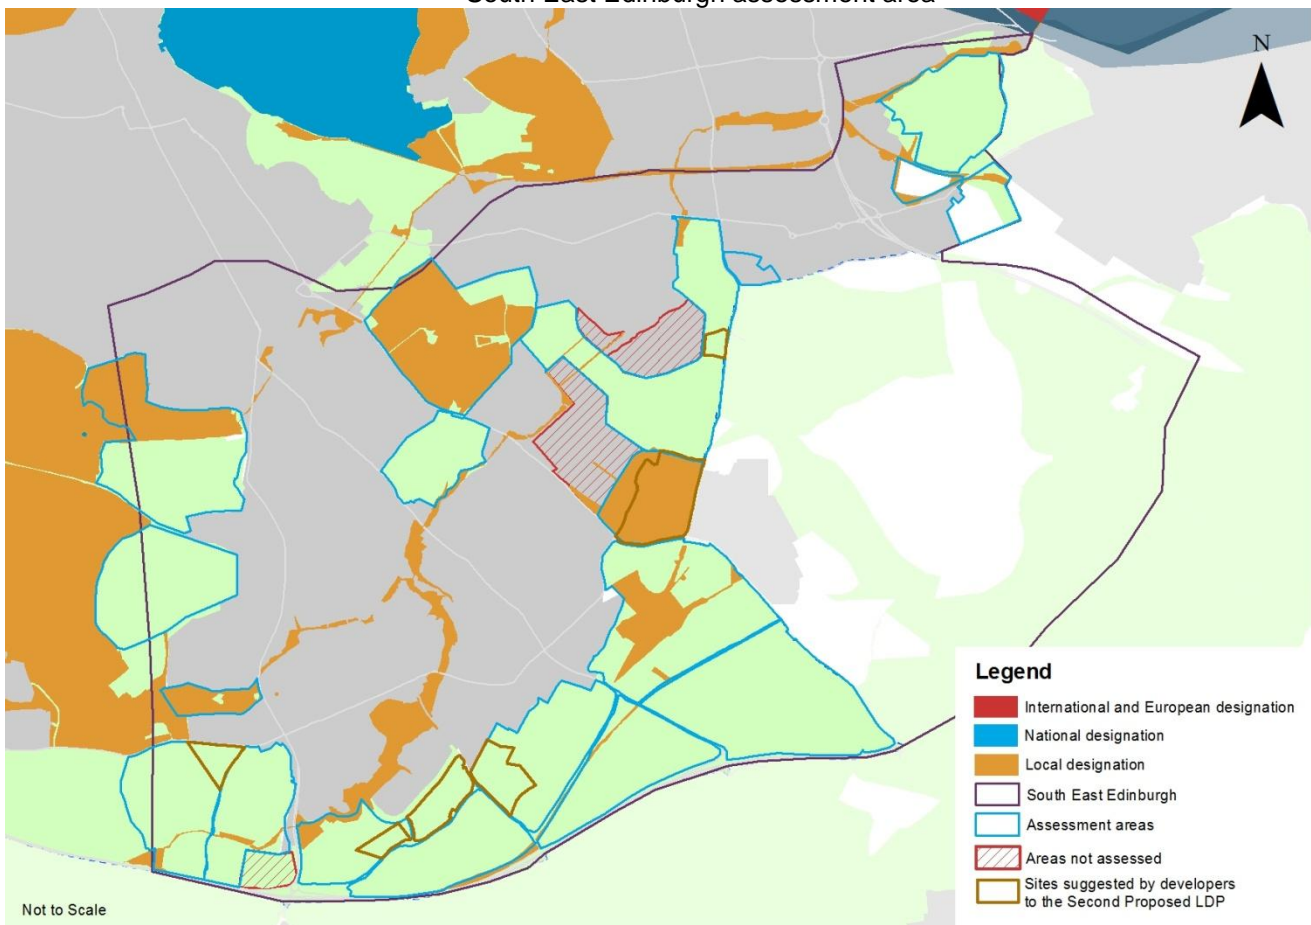 South East Edinburgh assessment area
N
Legend
International and European designation
National designation
Local designation
South East Edinburgh
Assessment areas
Areas not assessed
Sites suggested by developers
to the Second Proposed LDP
Not to Scale